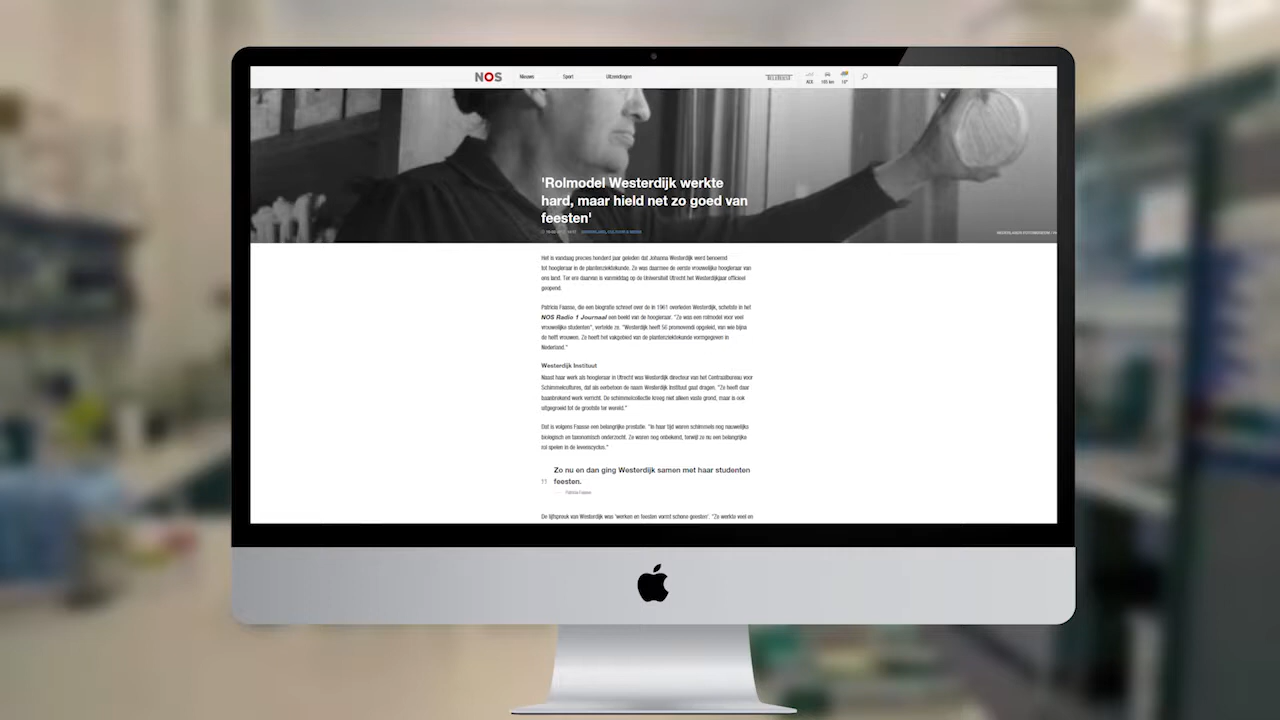 NOS
Nieuws
Sport
Uitzendingen
'Rolmodel Westerdijk werkte
hard, maar hield net zo goed van
feesten'
Het is vandaag precies honderd jaar geleden dat Johanna Westerdijk werd benoemd
tot hoogleraar in de plantenziektekunde. Ze was daarmee de eerste vrouwelijke hoogleraar van
ons land. Ter ere daarvan is vanmiddag op de Universiteit Utrecht het Westerdijkjaar officieel
geopend.
Patricia Faasse, die een biografie schreef over de in 1961 overleden Westerdijk, schetste in het
NOS Radio 1 Journaal een beeld van de hoogleraar. "Ze was een rolmodel voor veel
vrouwelijke studenten", vertelde ze. "Westerdijk heeft 56 promovendi opgeleid, van wie bijna
de helft vrouwen. Ze heeft het vakgebied van de plantenziektekunde vormgegeven in
Nederland."
Westerdijk Instituut
Naast haar werk als hoogleraar in Utrecht was Westerdijk directeur van het Centraalbureau voor
Schimmelcultures, dat als eerbetoon de naam Westerdijk Instituut gaat dragen. "Ze heeft daar
baanbrekend werk verricht. De schimmelcollectie kreeg niet alleen vaste grond, maar is ook
uitgegroeid tot de grootste ter wereld."
Dat is volgens Faasse een belangrijke prestatie. "In haar tijd waren schimmels nog nauwelijks
biologisch en taxonomisch onderzocht. Ze waren nog onbekend, terwijl ze nu een belangrijke
rol spelen in de levenscyclus."
Zo nu en dan ging Westerdijk samen met haar studenten
feesten.
Patricia Faasse
De lijfspreuk van Westerdijk was 'werken en feesten vormt schone geesten'. "Ze werkte veel en